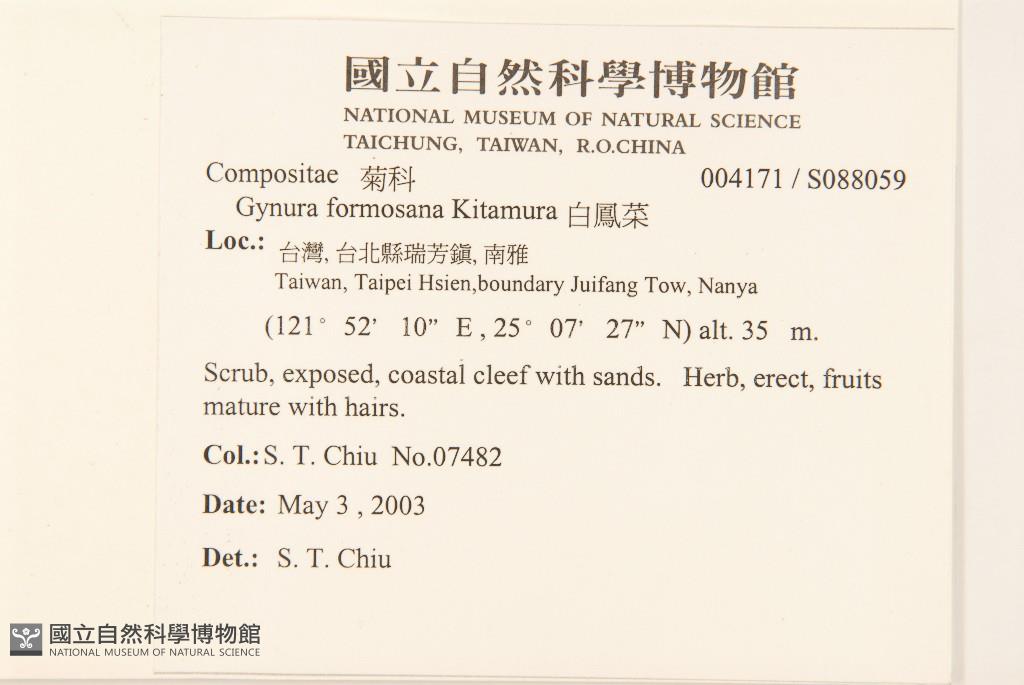 國立自然科學博物館
NATIONAL MUSEUM OF NATURAL SCIENCE
TAICHUNG, TAIWAN, R.O.CHINA
Compositae 菊科 004171 / S088059
Gynura formosana Kitamura 白鳳菜
Loc.: 台灣, 台北縣瑞芳鎭, 南雅
Taiwan, Taipei Hsien,boundary Juifang Tow, Nanya
(121° 52’ 10” E , 25° 07’ 27” N) alt. 35 m.
Scrub, exposed, coastal cleef with sands. Herb, erect, fruits
mature with hairs.
Col.: S. T. Chiu No.07482
Date: May 3 , 2003
Det.: S. T. Chiu
國立自然科學博物館
NATIONAL MUSEUM OF NATURAL SCIENCE